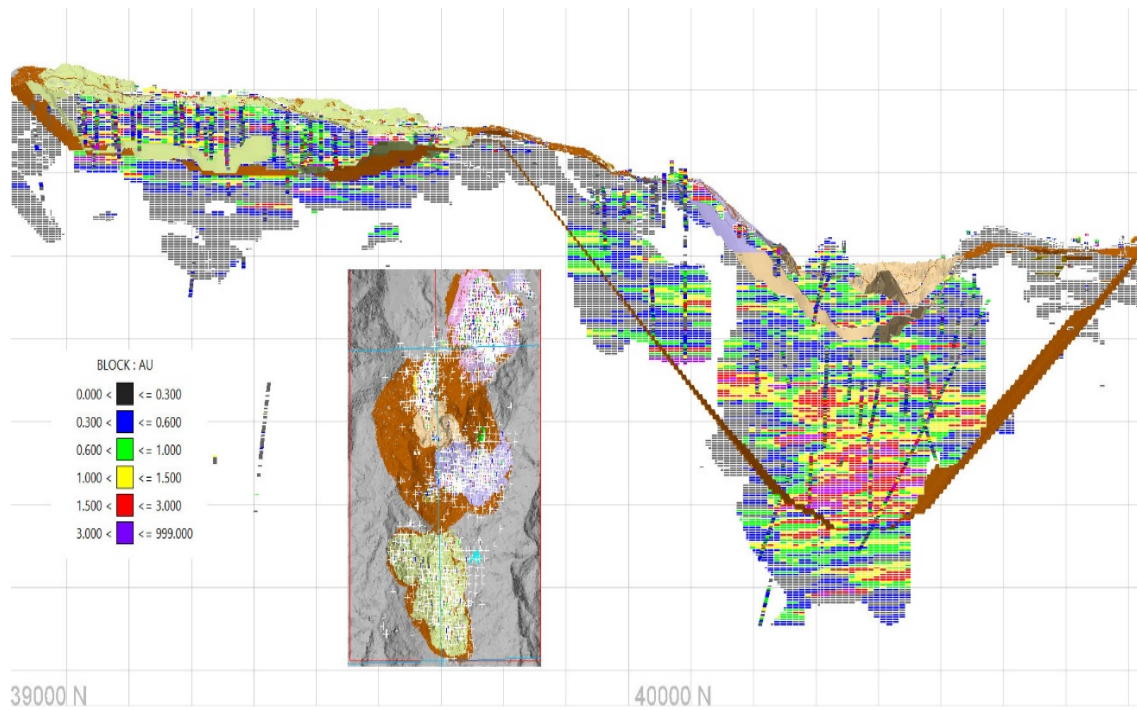 BLOCK : AU
0.000 < <= 0.300
0.300 < <= 0.600
0.600 < <= 1.000
1.000 < <= 1.500
1.500 < <= 3.000
3.000 < <= 999.000
39000 N 40000 N